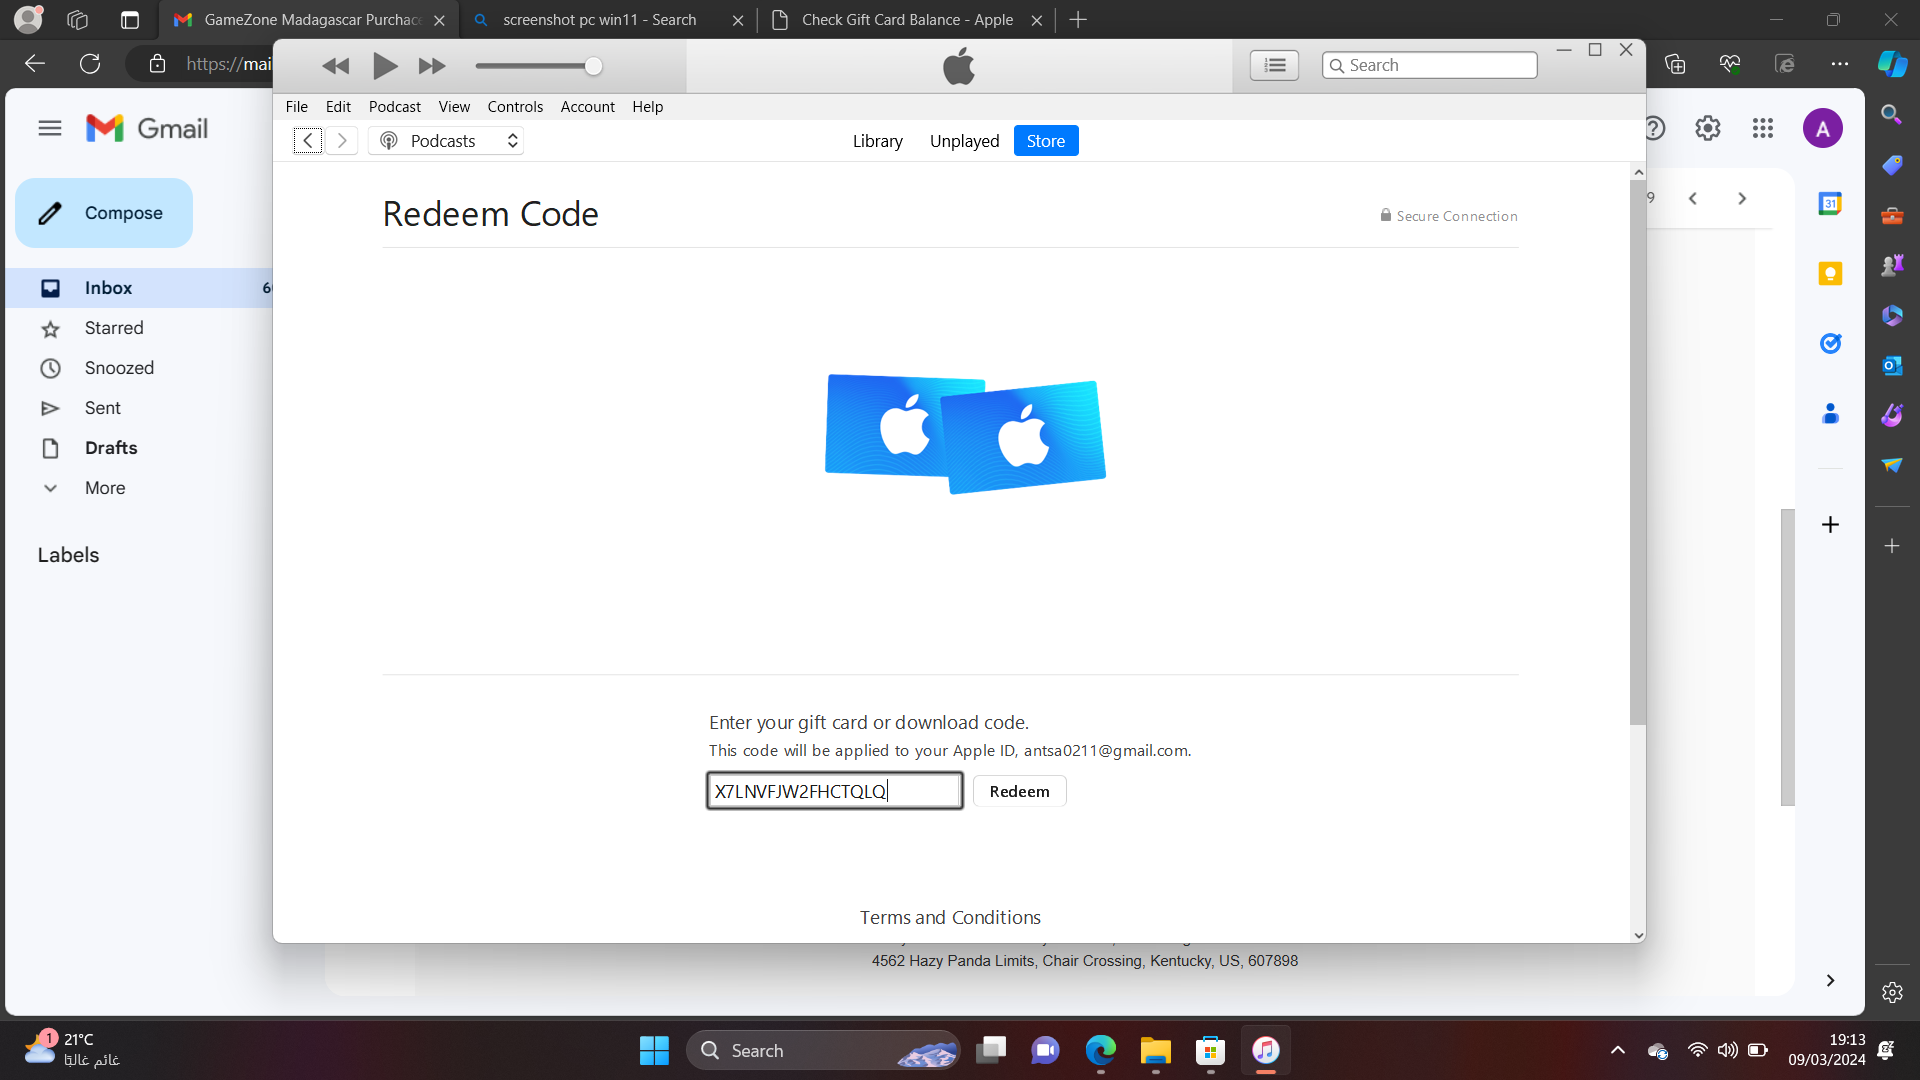 GameZone Madagascar Purchace
screenshot pc win11 - Search
Check Gift Card Balance - Apple
https://mai
Search
File Edit Podcast View Controls Account Help
Podcasts
Library Unplayed Store
Gmail
A
Compose
Redeem Code
Secure Connection
9
31
Inbox 6
Starred
Snoozed
Sent
Drafts
More
Labels
Enter your gift card or download code.
This code will be applied to your Apple ID, antsa0211@gmail.com.
X7LNVFJW2FHCTQLQ
Redeem
Terms and Conditions
4562 Hazy Panda Limits, Chair Crossing, Kentucky, US, 607898
1
21°C
غائم غالبًا
Search
19:13
09/03/2024